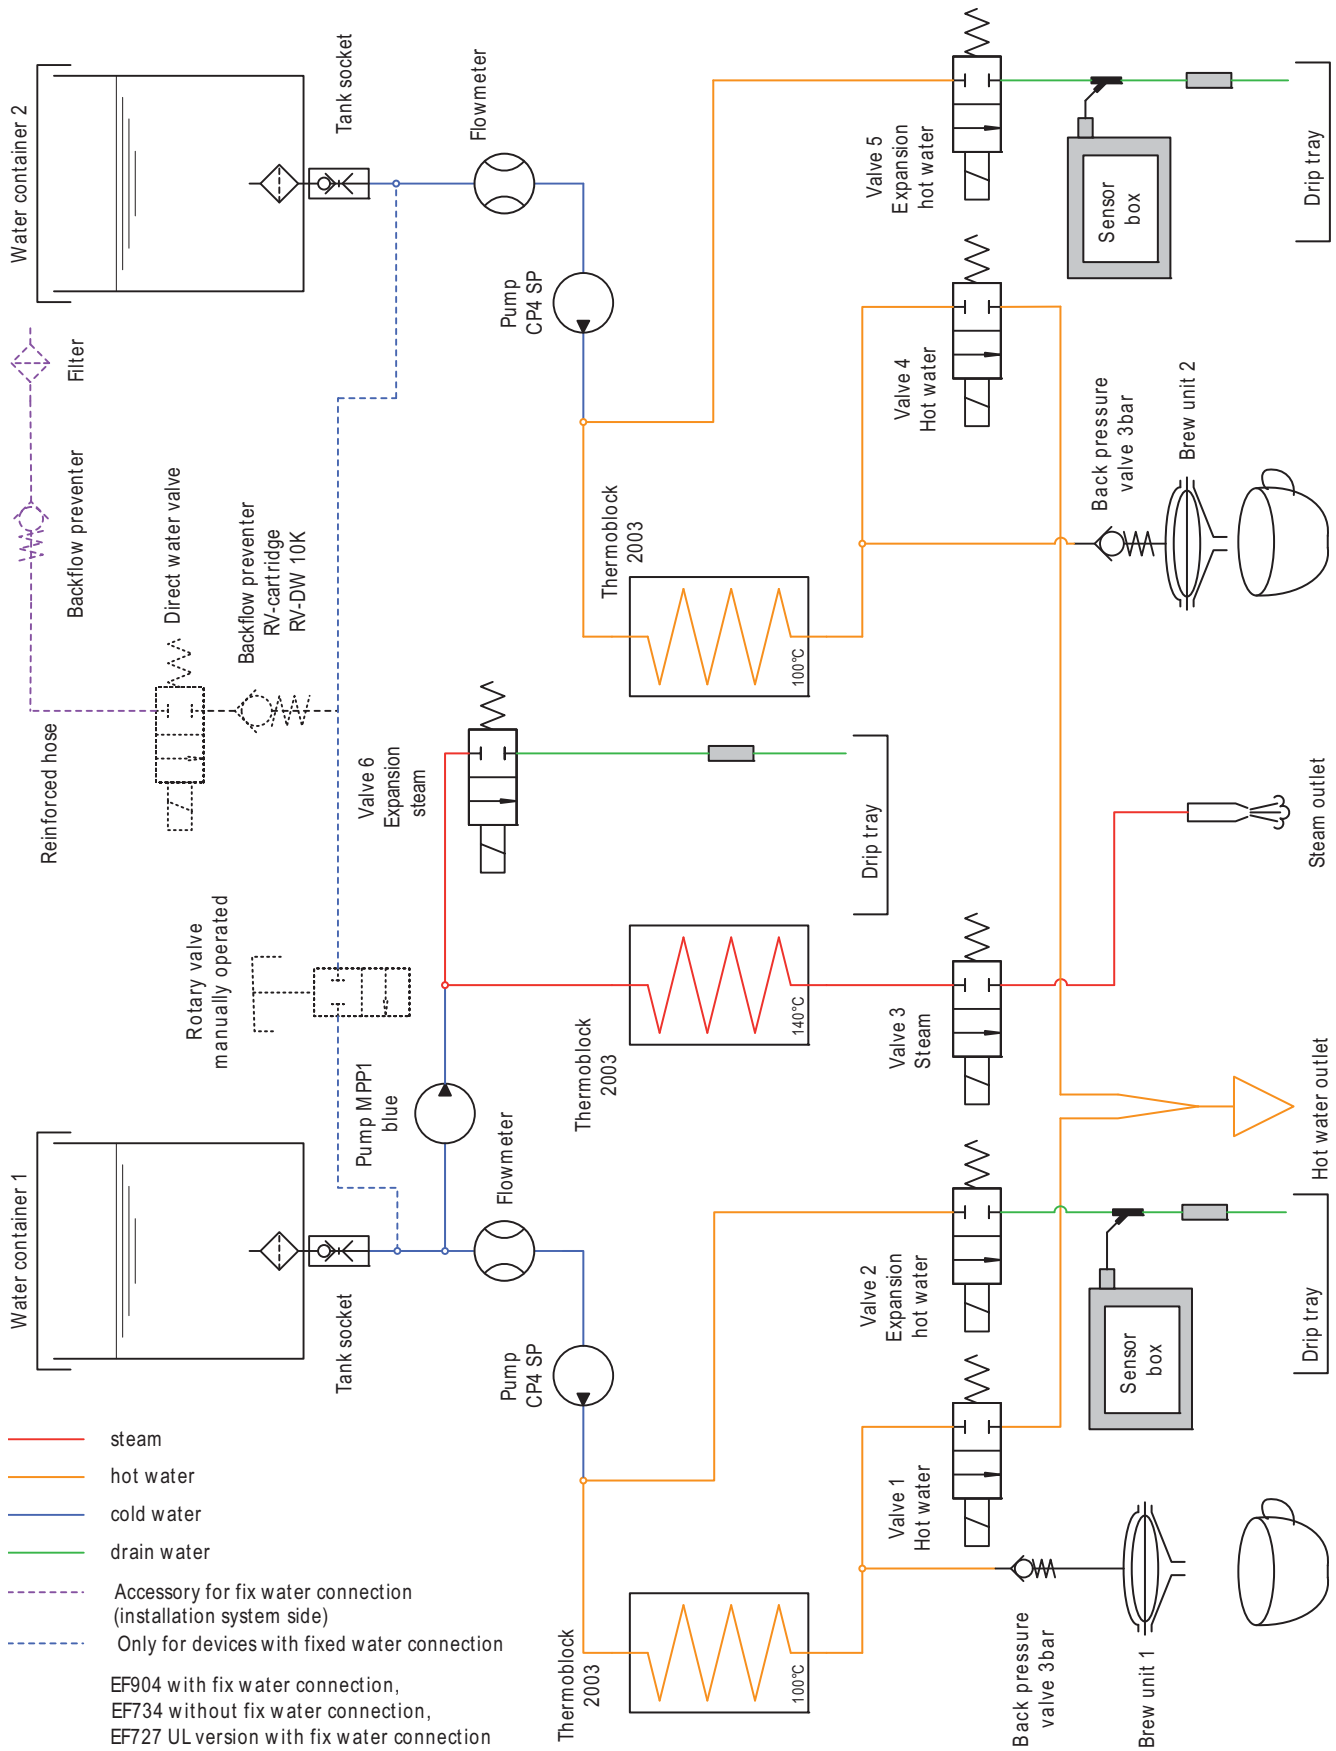 Water container 1
Water container 2
Tank socket
Tank socket
Flowmeter
Flowmeter
Filter
Backflow preventer
Reinforced hose
Direct water valve
Backflow preventer
RV-cartridge
RV-DW 10K
Rotary valve
manually operated
Pump MPP1
blue
Pump
CP4 SP
Pump
CP4 SP
Valve 6
Expansion
steam
Drip tray
Thermoblock
2003
100°C
Thermoblock
2003
140°C
Thermoblock
2003
100°C
Valve 1
Hot water
Valve 2
Expansion
hot water
Valve 3
Steam
Valve 4
Hot water
Valve 5
Expansion
hot water
Sensor
box
Sensor
box
Drip tray
Drip tray
Back pressure
valve 3bar
Brew unit 1
Back pressure
valve 3bar
Brew unit 2
Hot water outlet
Steam outlet
steam
hot water
cold water
drain water
Accessory for fix water connection
(installation system side)
Only for devices with fixed water connection
EF904 with fix water connection,
EF734 without fix water connection,
EF727 UL version with fix water connection